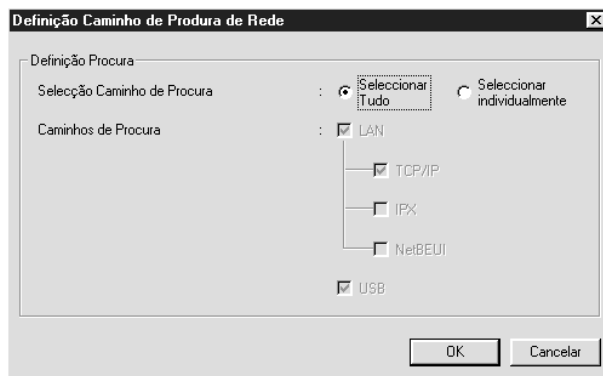 Definição Caminho de Produra de Rede
Definição Procura
Selecção Caminho de Procura : Seleccionar Tudo Seleccionar individualmente
Caminhos de Procura : LAN
TCP/IP
IPX
NetBEUI
USB
OK Cancelar